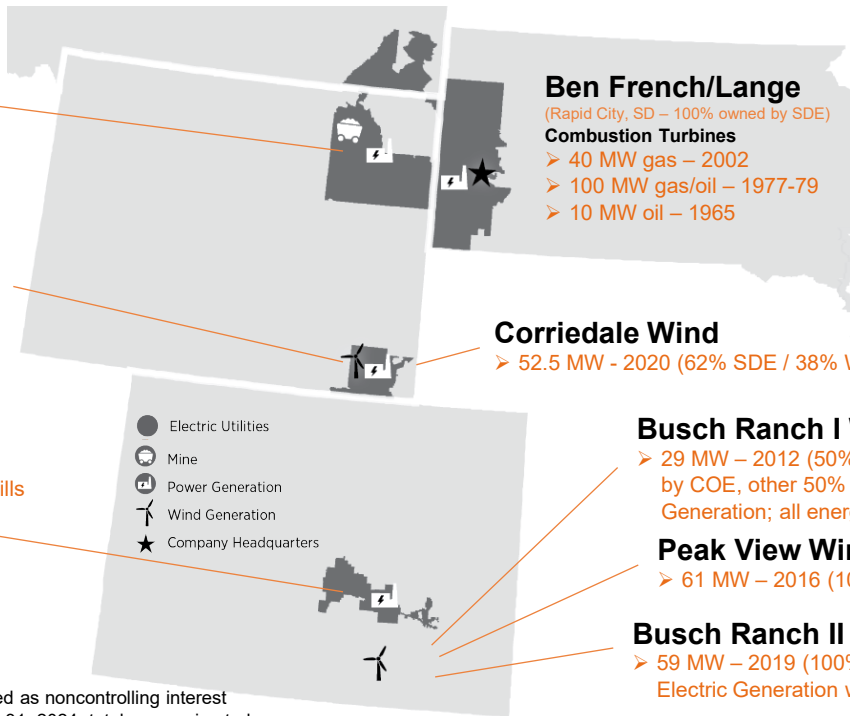 Ben French/Lange
(Rapid City, SD – 100% owned by SDE)
Combustion Turbines
➢ 40 MW gas – 2002
➢ 100 MW gas/oil – 1977-79
➢ 10 MW oil – 1965
Corriedale Wind
➢ 52.5 MW - 2020 (62% SDE / 38% W
Electric Utilities
Mine
Power Generation
Wind Generation
Company Headquarters
ills
Busch Ranch I
➢ 29 MW – 2012 (50%
by COE, other 50%
Generation; all ener
Peak View Win
➢ 61 MW – 2016 (10
Busch Ranch II
➢ 59 MW – 2019 (100%
Electric Generation
ed as noncontrolling interest